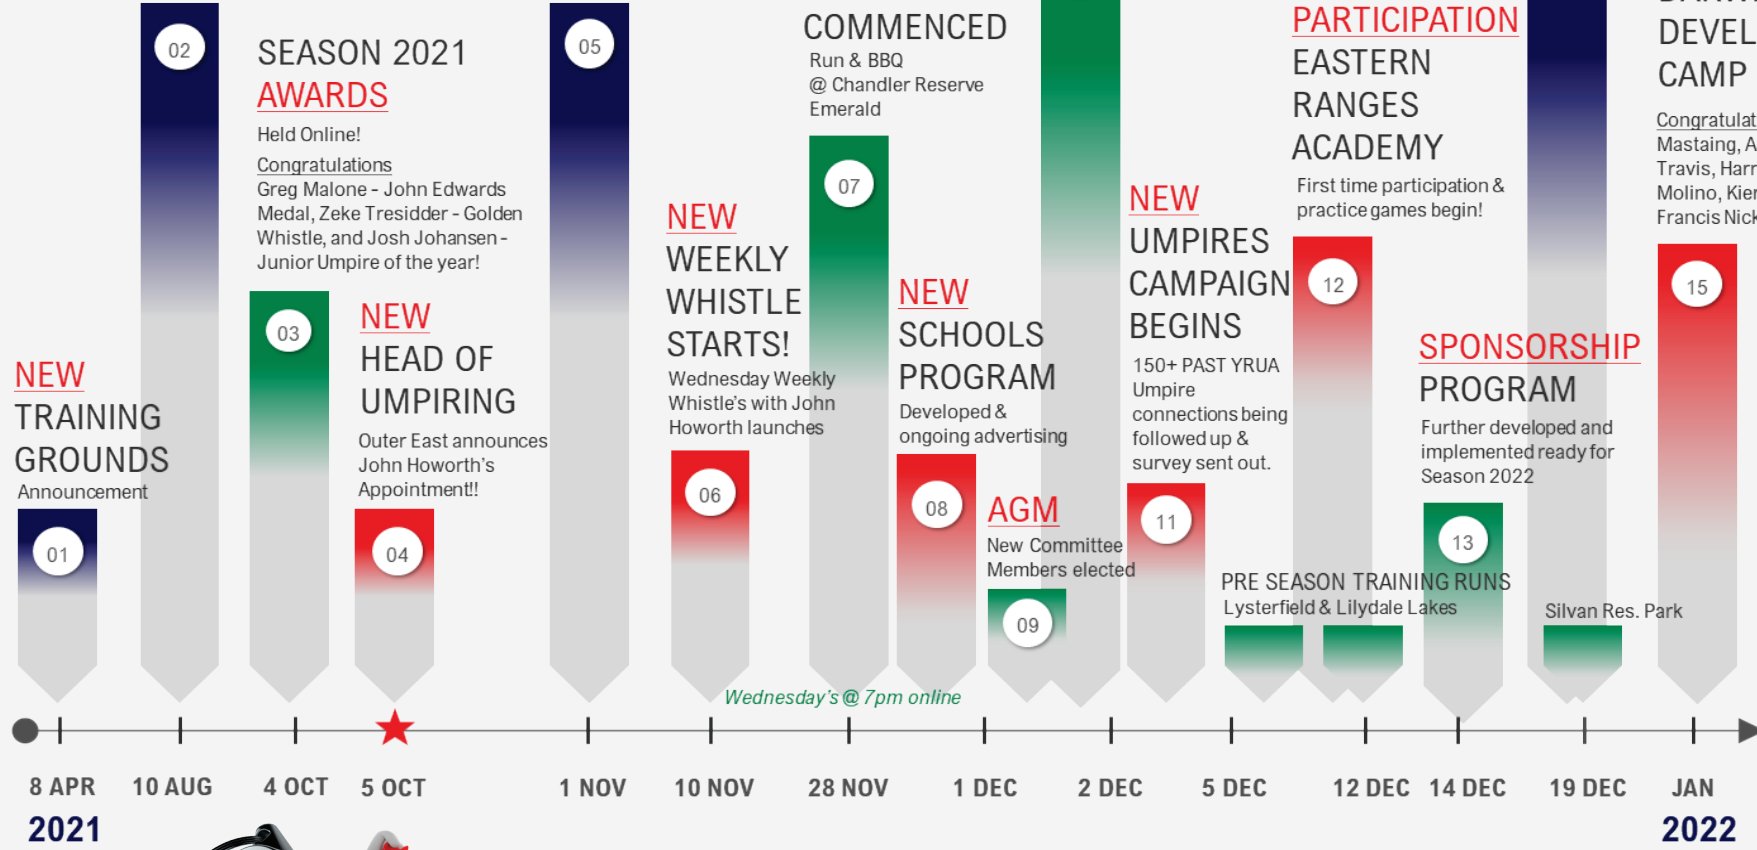 NEW
TRAINING
GROUNDS
Announcement
01
02
SEASON 2021
AWARDS
Held Online!
Congratulations
Greg Malone - John Edwards
Medal, Zeke Tresidder - Golden
Whistle, and Josh Johansen -
Junior Umpire of the year!
03
NEW
HEAD OF
UMPIRING
Outer East announces
John Howorth's
Appointment!!
04
05
NEW
WEEKLY
WHISTLE
STARTS!
Wednesday Weekly
Whistle's with John
Howorth launches
06
Wednesday's @ 7pm online
COMMENCED
Run & BBQ
@ Chandler Reserve
Emerald
07
NEW
SCHOOLS
PROGRAM
Developed &
ongoing advertising
08
AGM
New Committee
Members elected
09
NEW
UMPIRES
CAMPAIGN
BEGINS
150+ PAST YRUA
Umpire
connections being
followed up &
survey sent out.
11
PARTICIPATION
EASTERN
RANGES
ACADEMY
First time participation &
practice games begin!
12
PRE SEASON TRAINING RUNS
Lysterfield & Lilydale Lakes
SPONSORSHIP
PROGRAM
Further developed and
implemented ready for
Season 2022
13
Silvan Res. Park
CAMP
Mastaing,
Travis,
Molino,
Francis
15
8 APR
10 AUG
4 OCT
5 OCT
1 NOV
10 NOV
28 NOV
1 DEC
2 DEC
5 DEC
12 DEC
14 DEC
19 DEC
JAN
2021
2022